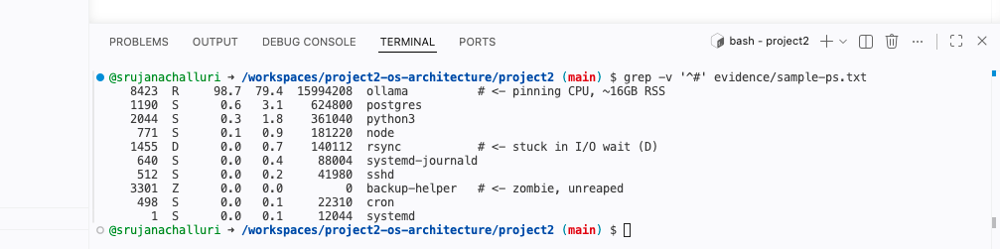 PROBLEMS OUTPUT DEBUG CONSOLE TERMINAL PORTS bash - project2
@srujanachalluri → /workspaces/project2-os-architecture/project2 (main) $ grep -v '^#' evidence/sample-ps.txt
8423 R 98.7 79.4 15994208 ollama # <- pinning CPU, ~16GB RSS
1190 S 0.6 3.1 624800 postgres
2044 S 0.3 1.8 361040 python3
771 S 0.1 0.9 181220 node
1455 D 0.0 0.7 140112 rsync # <- stuck in I/O wait (D)
640 S 0.0 0.4 88004 systemd-journald
512 S 0.0 0.2 41980 sshd
3301 Z 0.0 0.0 0 backup-helper # <- zombie, unreaped
498 S 0.0 0.1 22310 cron
1 S 0.0 0.1 12044 systemd
@srujanachalluri → /workspaces/project2-os-architecture/project2 (main) $